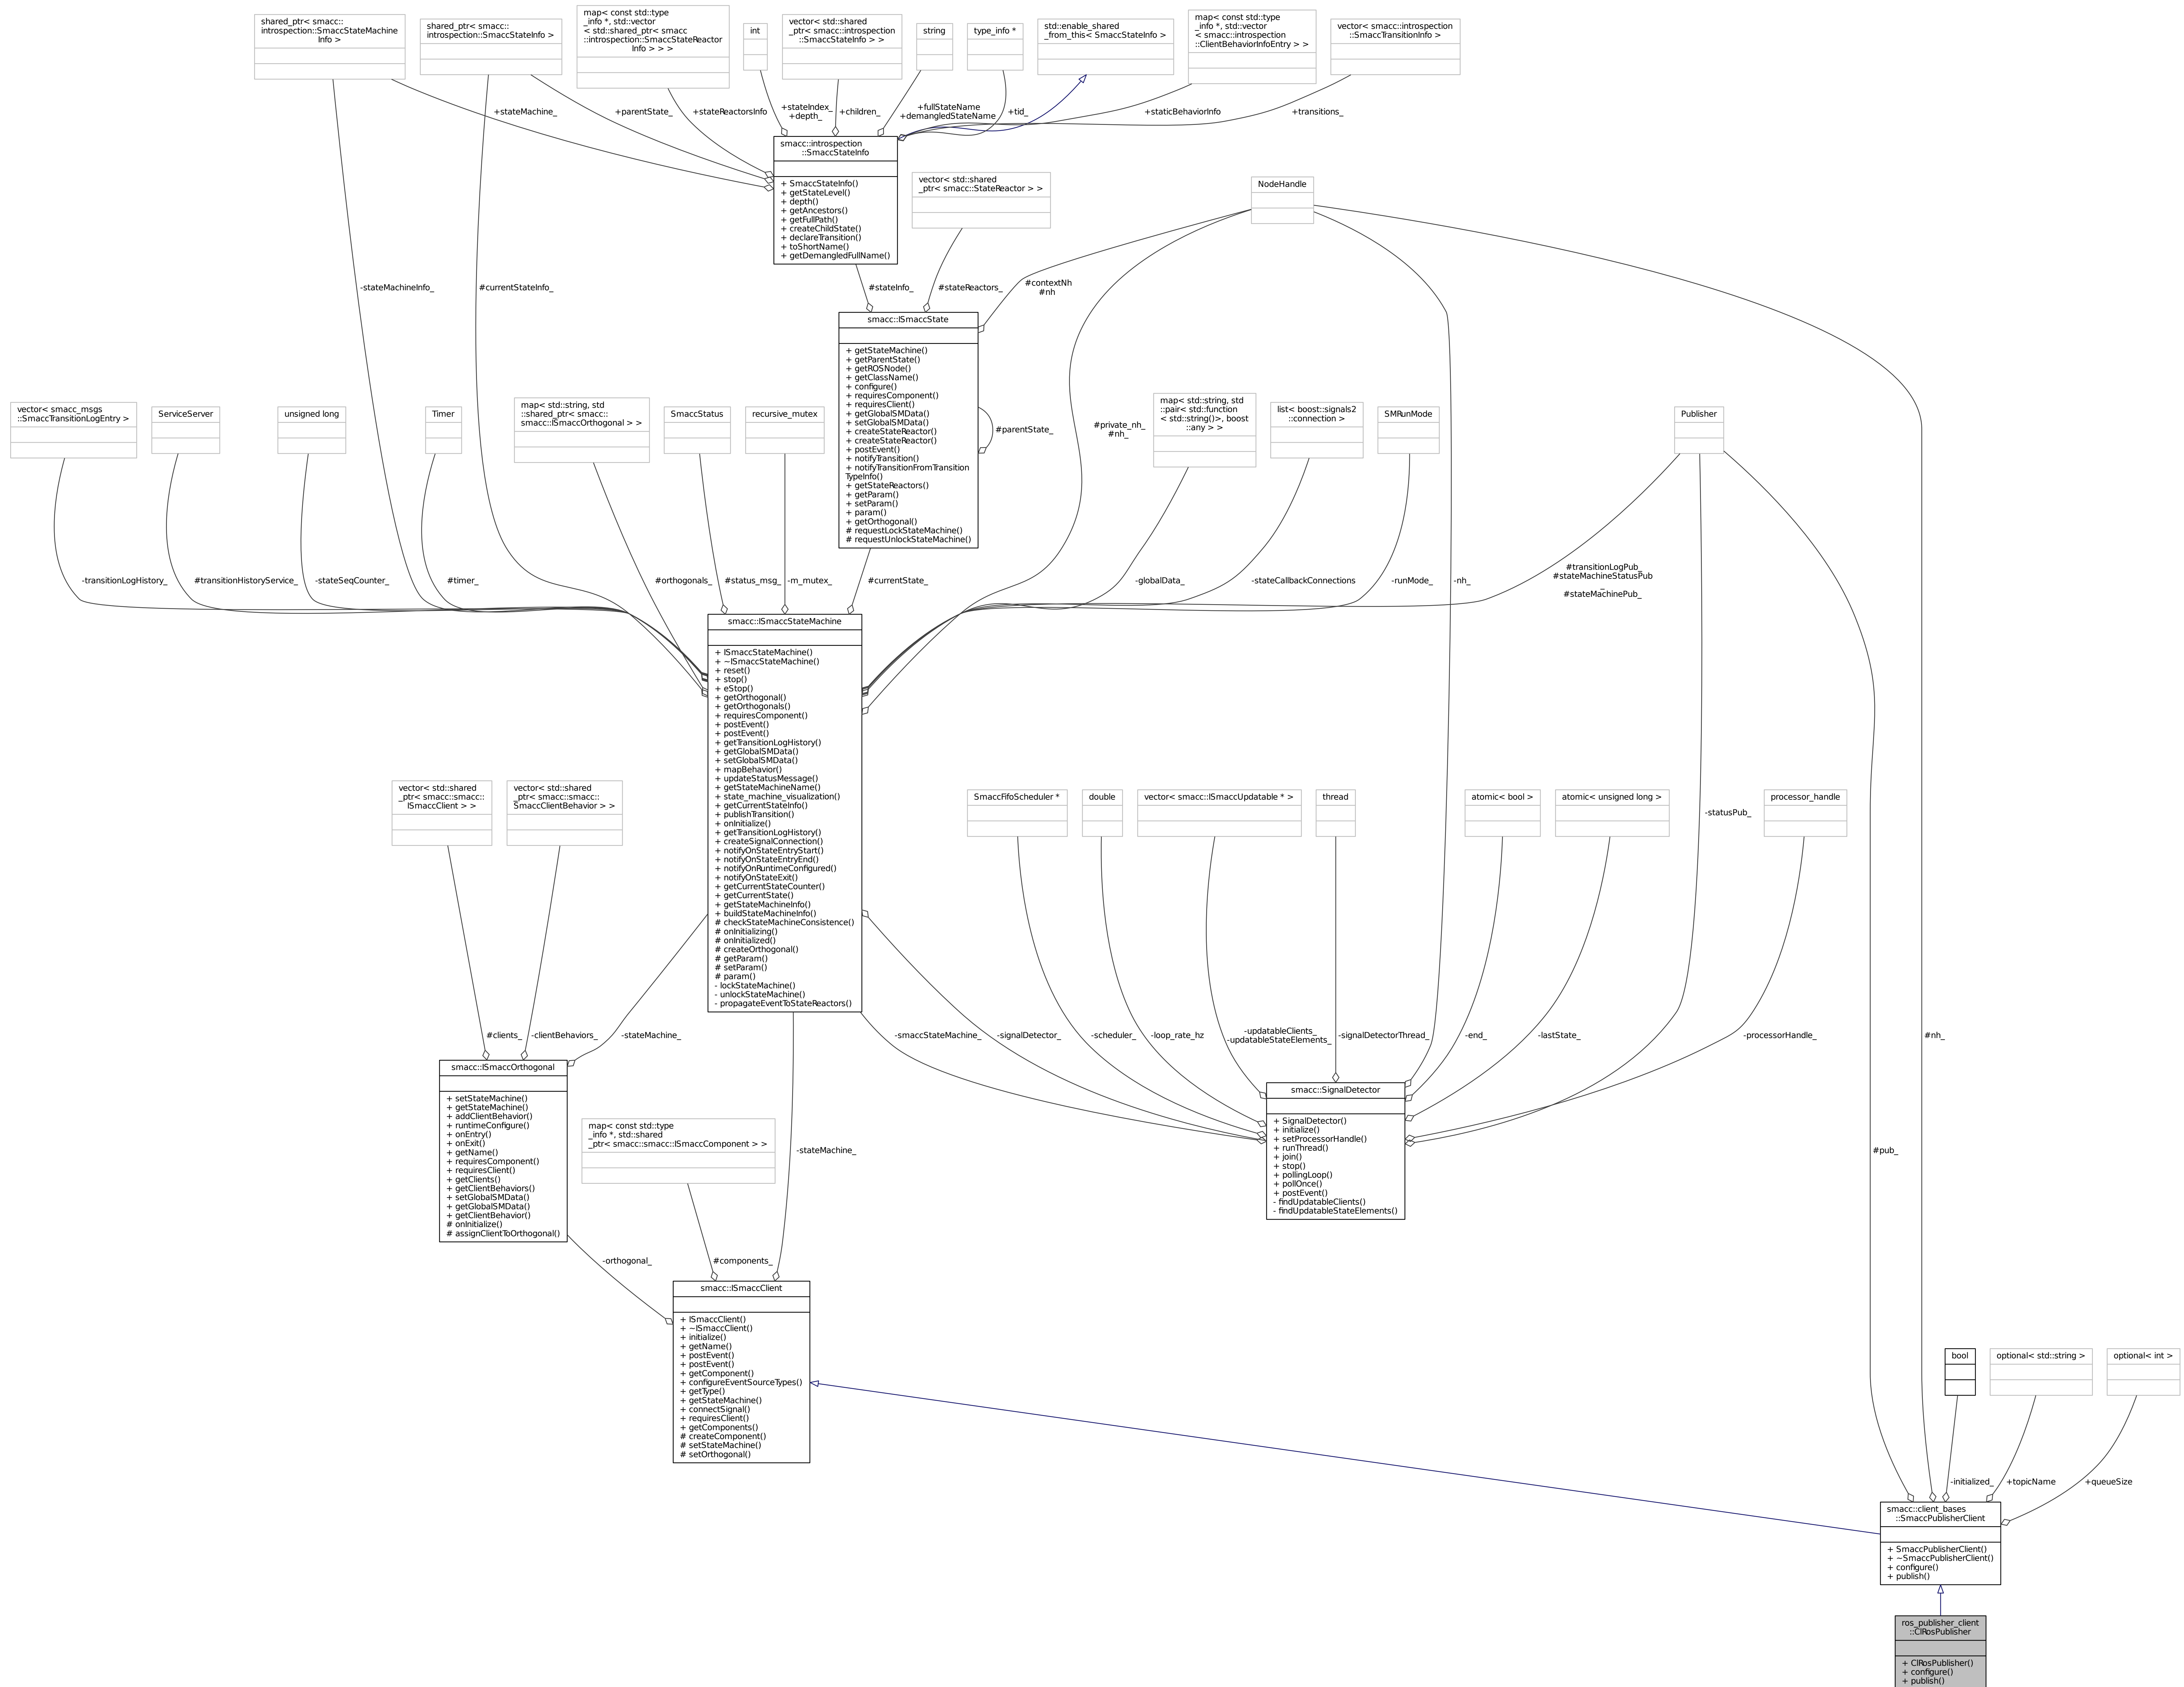 shared_ptr< smacc::
introspection::SmaccStateMachine
Info >
shared_ptr< smacc::
introspection::SmaccStateInfo >
map< const std::type
_info *, std::vector
< std::shared_ptr< smacc
::introspection::SmaccStateReactor
Info > > >
int
vector< std::shared
_ptr< smacc::introspection
::SmaccStateInfo > >
string
type_info *
std::enable_shared
_from_this< SmaccStateInfo >
map< const std::type
_info *, std::vector
< smacc::introspection
::ClientBehaviorInfoEntry > >
vector< smacc::introspection
::SmaccTransitionInfo >
+stateMachine_
+parentState_
+stateReactorsInfo
+stateIndex_
+depth_
+children_
+fullStateName
+demangledStateName
+tid_
+staticBehaviorInfo
+transitions_
smacc::introspection
::SmaccStateInfo
+ SmaccStateInfo()
+ getStateLevel()
+ depth()
+ getAncestors()
+ getFullPath()
+ createChildState()
+ declareTransition()
+ toShortName()
+ getDemangledFullName()
vector< std::shared
_ptr< smacc::StateReactor > >
NodeHandle
-stateMachineInfo_
#currentStateInfo_
#stateInfo_
#stateReactors_
#contextNh
#nh
smacc::ISmaccState
+ getStateMachine()
+ getParentState()
+ getROSNode()
+ getClassName()
+ configure()
+ requiresComponent()
+ requiresClient()
+ getGlobalSMData()
+ setGlobalSMData()
+ createStateReactor()
+ createStateReactor()
+ postEvent()
+ notifyTransition()
+ notifyTransitionFromTransition
TypeInfo()
+ getStateReactors()
+ getParam()
+ setParam()
+ param()
+ getOrthogonal()
# requestLockStateMachine()
# requestUnlockStateMachine()
#parentState_
vector< smacc_msgs
::SmaccTransitionLogEntry >
ServiceServer
unsigned long
Timer
map< std::string, std
::shared_ptr< smacc::
smacc::ISmaccOrthogonal > >
SmaccStatus
recursive_mutex
#private_nh_
#nh_
map< std::string, std
::pair< std::function
< std::string()>, boost
::any > >
list< boost::signals2
::connection >
SMRunMode
Publisher
-transitionLogHistory_
#transitionHistoryService_
-stateSeqCounter_
#timer_
#orthogonals_
#status_msg_
-m_mutex_
#currentState_
-globalData_
-stateCallbackConnections
-runMode_
-nh_
#transitionLogPub_
#stateMachineStatusPub
_
#stateMachinePub_
smacc::ISmaccStateMachine
+ ISmaccStateMachine()
+ ~ISmaccStateMachine()
+ reset()
+ stop()
+ eStop()
+ getOrthogonal()
+ getOrthogonals()
+ requiresComponent()
+ postEvent()
+ postEvent()
+ getTransitionLogHistory()
+ getGlobalSMData()
+ setGlobalSMData()
+ mapBehavior()
+ updateStatusMessage()
+ getStateMachineName()
+ state_machine_visualization()
+ getCurrentStateInfo()
+ publishTransition()
+ onInitialize()
+ getTransitionLogHistory()
+ createSignalConnection()
+ notifyOnStateEntryStart()
+ notifyOnStateEntryEnd()
+ notifyOnRuntimeConfigured()
+ notifyOnStateExit()
+ getCurrentStateCounter()
+ getCurrentState()
+ getStateMachineInfo()
+ buildStateMachineInfo()
# checkStateMachineConsistence()
# onInitializing()
# onInitialized()
# createOrthogonal()
# getParam()
# setParam()
# param()
- lockStateMachine()
- unlockStateMachine()
- propagateEventToStateReactors()
vector< std::shared
_ptr< smacc::smacc::
ISmaccClient > >
vector< std::shared
_ptr< smacc::smacc::
SmaccClientBehavior > >
SmaccFifoScheduler *
double
vector< smacc::ISmaccUpdatable * >
thread
atomic< bool >
atomic< unsigned long >
processor_handle
-statusPub_
#clients_
-clientBehaviors_
-stateMachine_
-smaccStateMachine_
-signalDetector_
-scheduler_
-loop_rate_hz
-updatableClients_
-updatableStateElements_
-signalDetectorThread_
-end_
-lastState_
-processorHandle_
#nh_
smacc::ISmaccOrthogonal
+ setStateMachine()
+ getStateMachine()
+ addClientBehavior()
+ runtimeConfigure()
+ onEntry()
+ onExit()
+ getName()
+ requiresComponent()
+ requiresClient()
+ getClients()
+ getClientBehaviors()
+ setGlobalSMData()
+ getGlobalSMData()
+ getClientBehavior()
# onInitialize()
# assignClientToOrthogonal()
map< const std::type
_info *, std::shared
_ptr< smacc::smacc::ISmaccComponent > >
-stateMachine_
smacc::SignalDetector
+ SignalDetector()
+ initialize()
+ setProcessorHandle()
+ runThread()
+ join()
+ stop()
+ pollingLoop()
+ pollOnce()
+ postEvent()
- findUpdatableClients()
- findUpdatableStateElements()
#pub_
-orthogonal_
#components_
smacc::ISmaccClient
+ ISmaccClient()
+ ~ISmaccClient()
+ initialize()
+ getName()
+ postEvent()
+ postEvent()
+ getComponent()
+ configureEventSourceTypes()
+ getType()
+ getStateMachine()
+ connectSignal()
+ requiresClient()
+ getComponents()
# createComponent()
# setStateMachine()
# setOrthogonal()
bool
optional< std::string >
optional< int >
-initialized_
+topicName
+queueSize
smacc::client_bases
::SmaccPublisherClient
+ SmaccPublisherClient()
+ ~SmaccPublisherClient()
+ configure()
+ publish()
ros_publisher_client
::ClRosPublisher
+ ClRosPublisher()
+ configure()
+ publish()